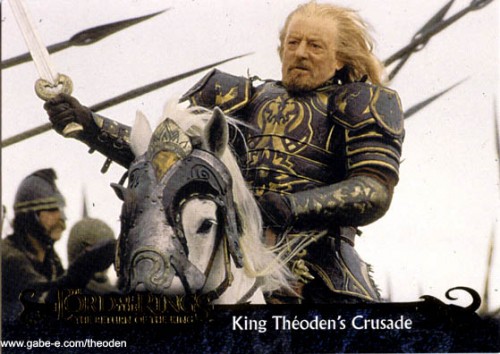 THE
LORD OF THE RINGS
THE RETURN OF THE KING
King Théoden's Crusade
www.gabe-e.com/theoden